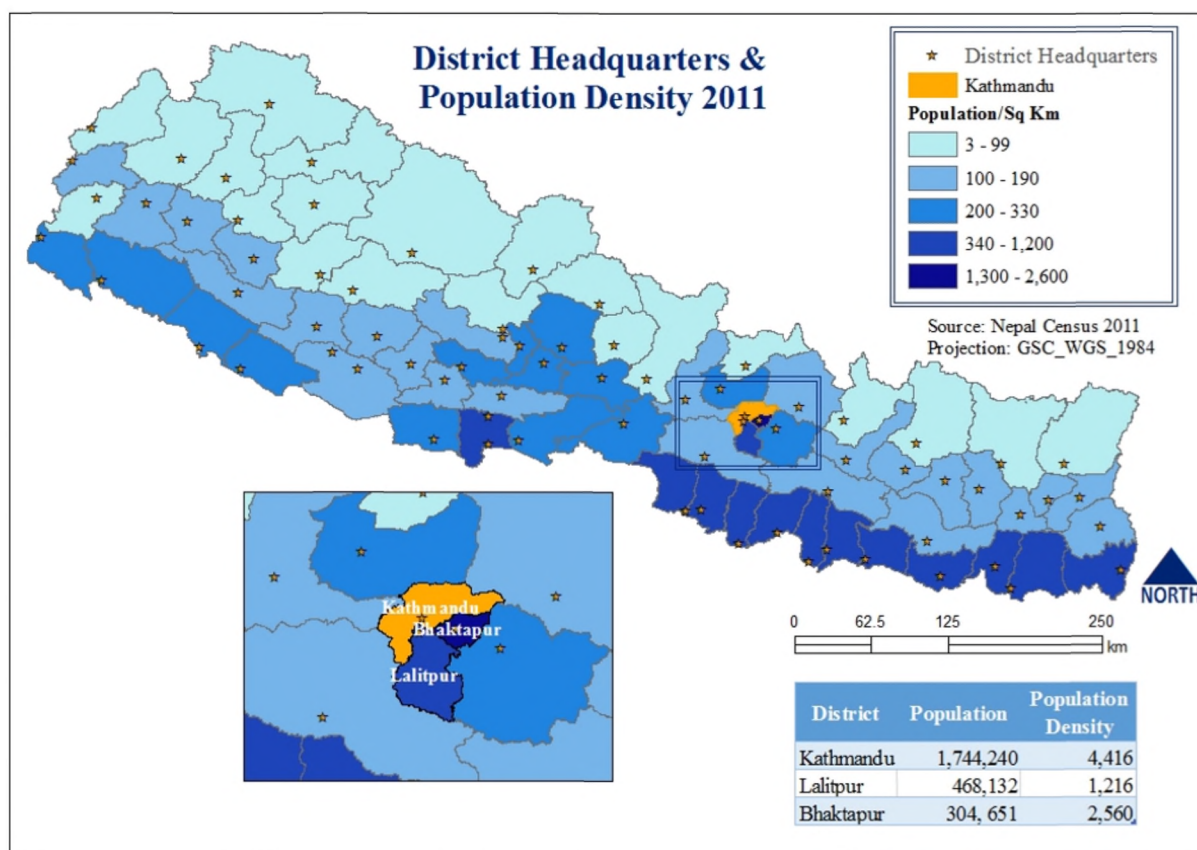 District Headquarters &
Population Density 2011
District Headquarters
Kathmandu
Population/Sq Km
3 - 99
100 - 190
200 - 330
340 - 1,200
1,300 - 2,600
Source: Nepal Census 2011
Projection: GSC_WGS_1984
Kathmandu
Bhaktapur
Lalitpur
NORTH
0 62.5 125 250
km
District Population Population Density
Kathmandu 1,744,240 4,416
Lalitpur 468,132 1,216
Bhaktapur 304, 651 2,560